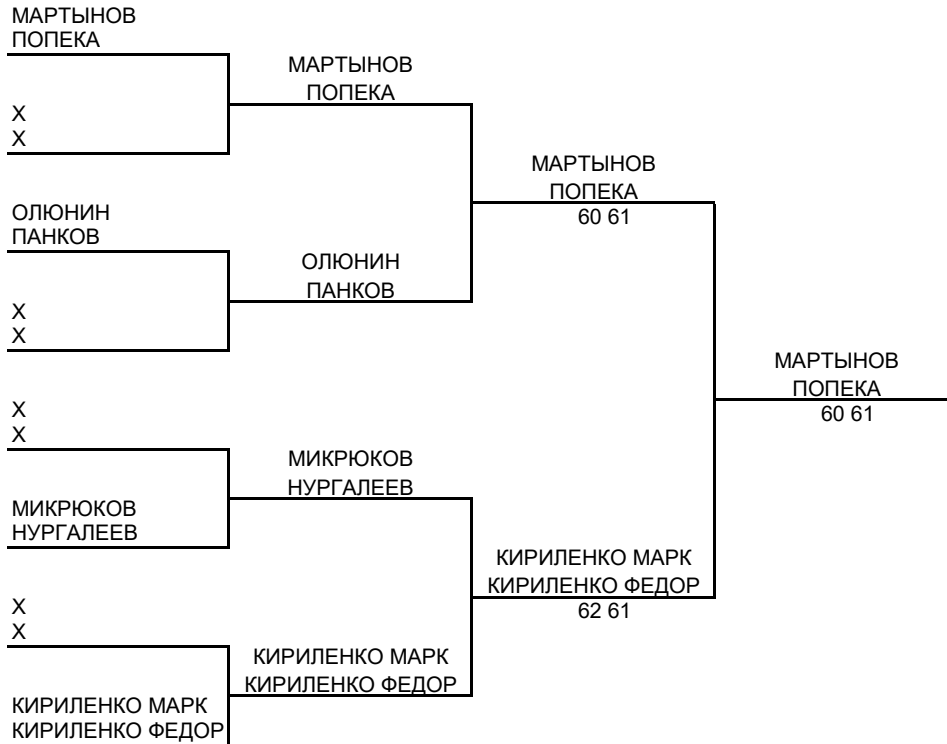 МАРТЫНОВ
ПОПЕКА
X
X
ОЛЮНИН
ПАНКОВ
X
X
X
X
МИКРЮКОВ
НУРГАЛЕЕВ
X
X
КИРИЛЕНКО МАРК
КИРИЛЕНКО ФЕДОР
МАРТЫНОВ
ПОПЕКА
ОЛЮНИН
ПАНКОВ
МИКРЮКОВ
НУРГАЛЕЕВ
КИРИЛЕНКО МАРК
КИРИЛЕНКО ФЕДОР
МАРТЫНОВ
ПОПЕКА
60 61
КИРИЛЕНКО МАРК
КИРИЛЕНКО ФЕДОР
62 61
МАРТЫНОВ
ПОПЕКА
60 61